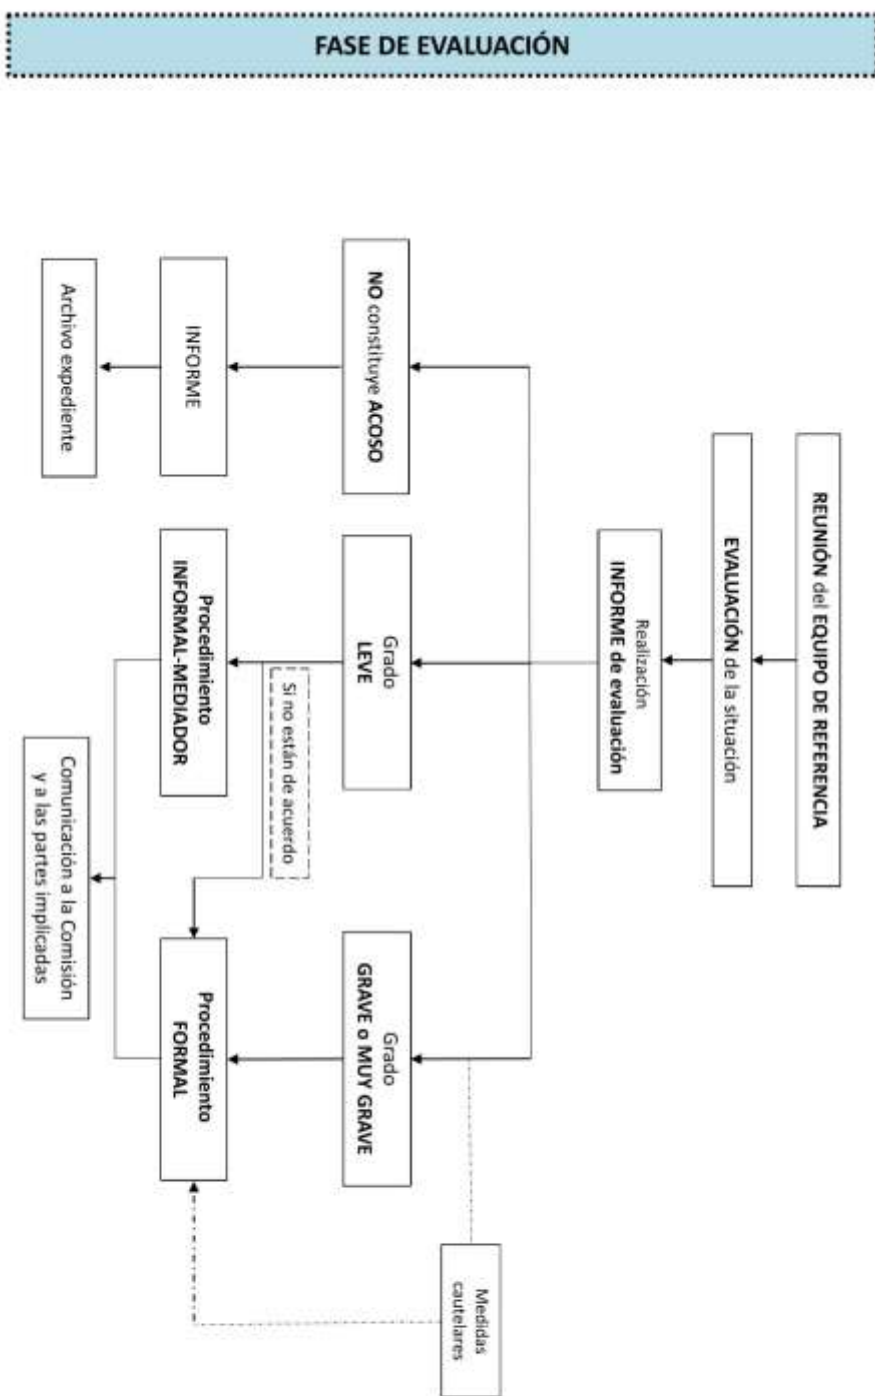 FASE DE EVALUACIÓN
REUNIÓN del EQUIPO DE REFERENCIA
EVALUACIÓN de la situación
Realización
INFORME de evaluación
NO constituye ACOSO
Grado
LEVE
Grado
GRAVE o MUY GRAVE
Medidas
cautelares
Si no están de acuerdo
INFORME
Procedimiento
INFORMAL-MEDIADOR
Procedimiento
FORMAL
Archivo expediente
Comunicación a la Comisión
y a las partes implicadas